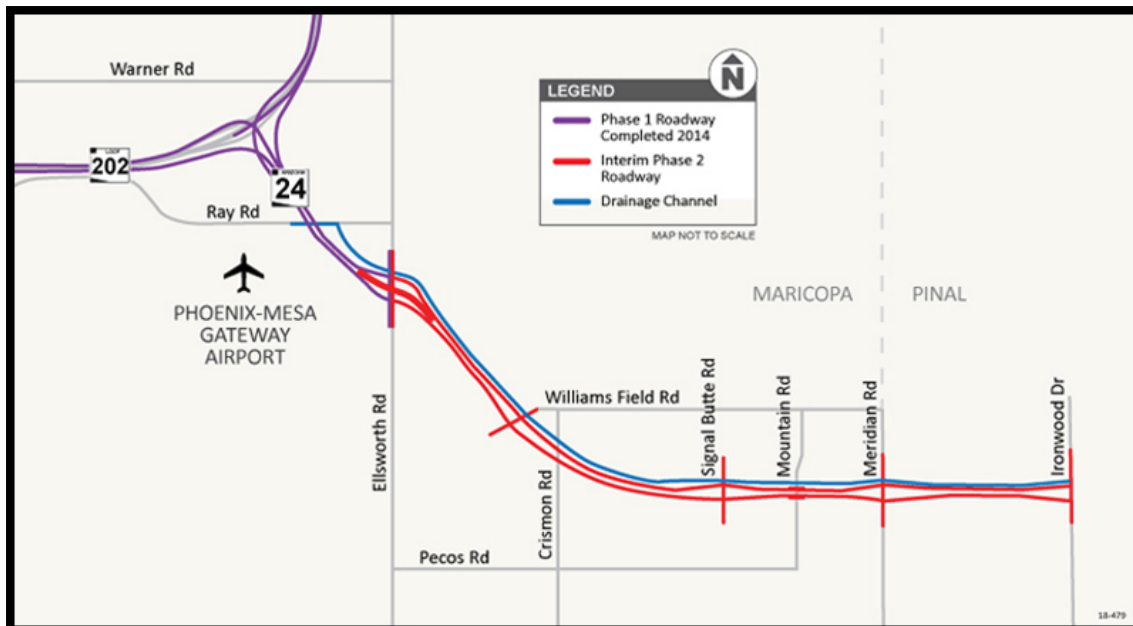 Warner Rd
N
LEGEND
Phase 1 Roadway
Completed 2014
Interim Phase 2
Roadway
Drainage Channel
MAP NOT TO SCALE
LOOP
202
24
Ray Rd
PHOENIX-MESA
GATEWAY
AIRPORT
MARICOPA
PINAL
Ellsworth Rd
Williams Field Rd
Signal Butte Rd
Mountain Rd
Meridian Rd
Ironwood Dr
Crismon Rd
Pecos Rd
18-479